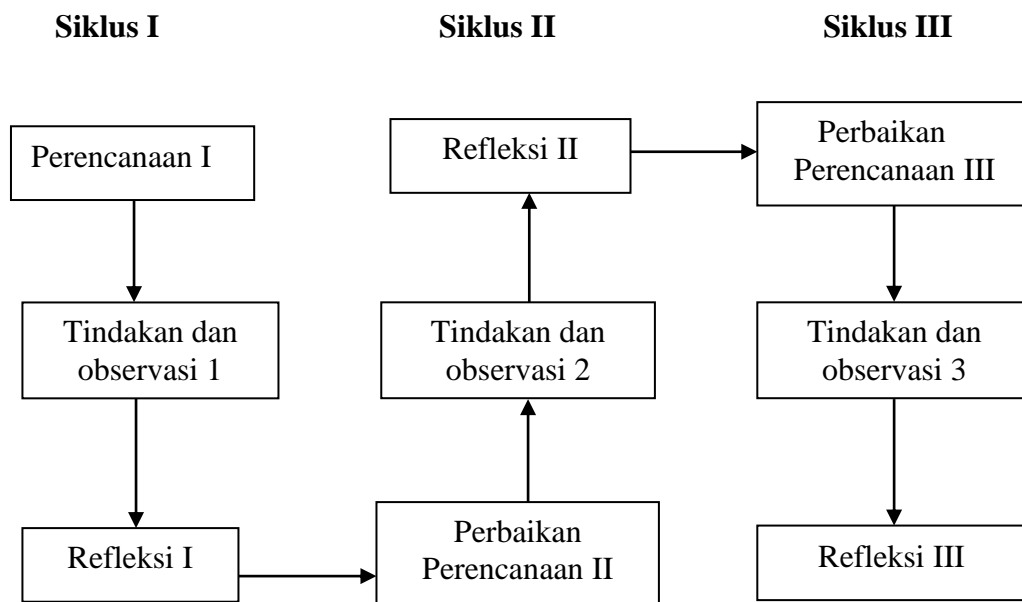 Siklus I
Siklus II
Siklus III
Perencanaan I
Refleksi II
Perbaikan
Perencanaan III
Tindakan dan
observasi 1
Tindakan dan
observasi 2
Tindakan dan
observasi 3
Refleksi I
Perbaikan
Perencanaan II
Refleksi III